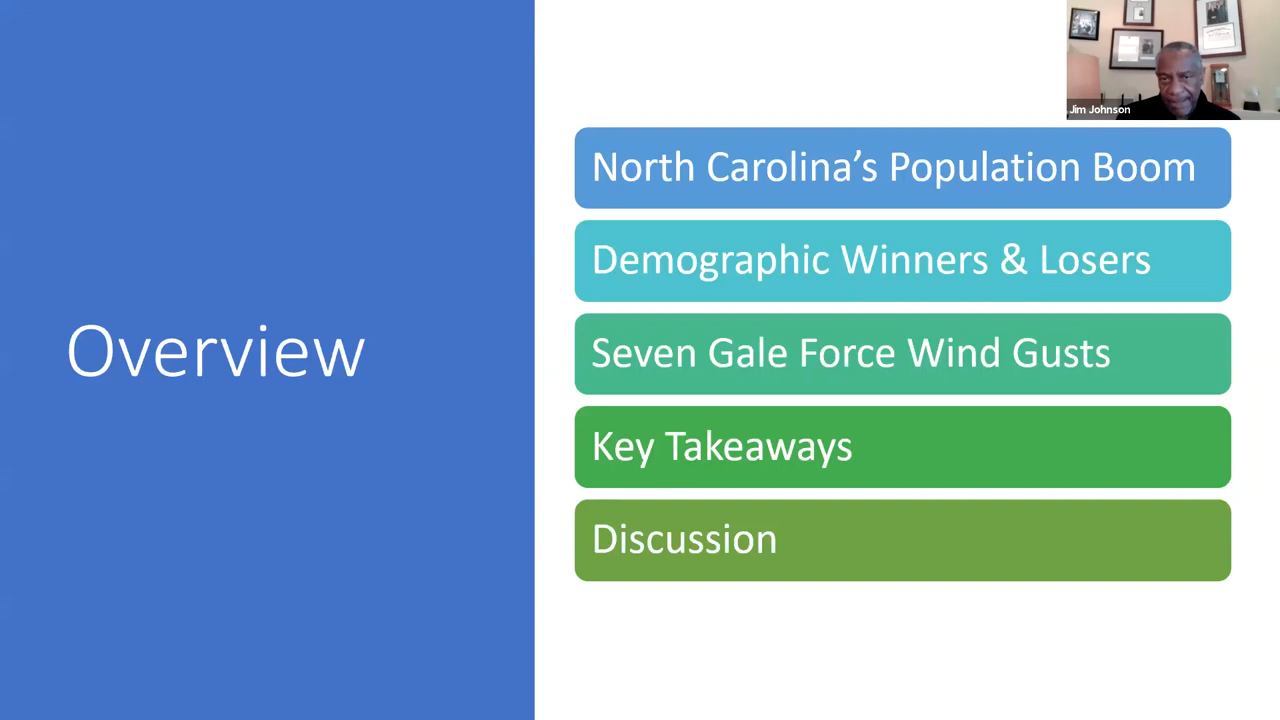 Jim Johnson
North Carolina’s Population Boom
Demographic Winners & Losers
Overview
Seven Gale Force Wind Gusts
Key Takeaways
Discussion